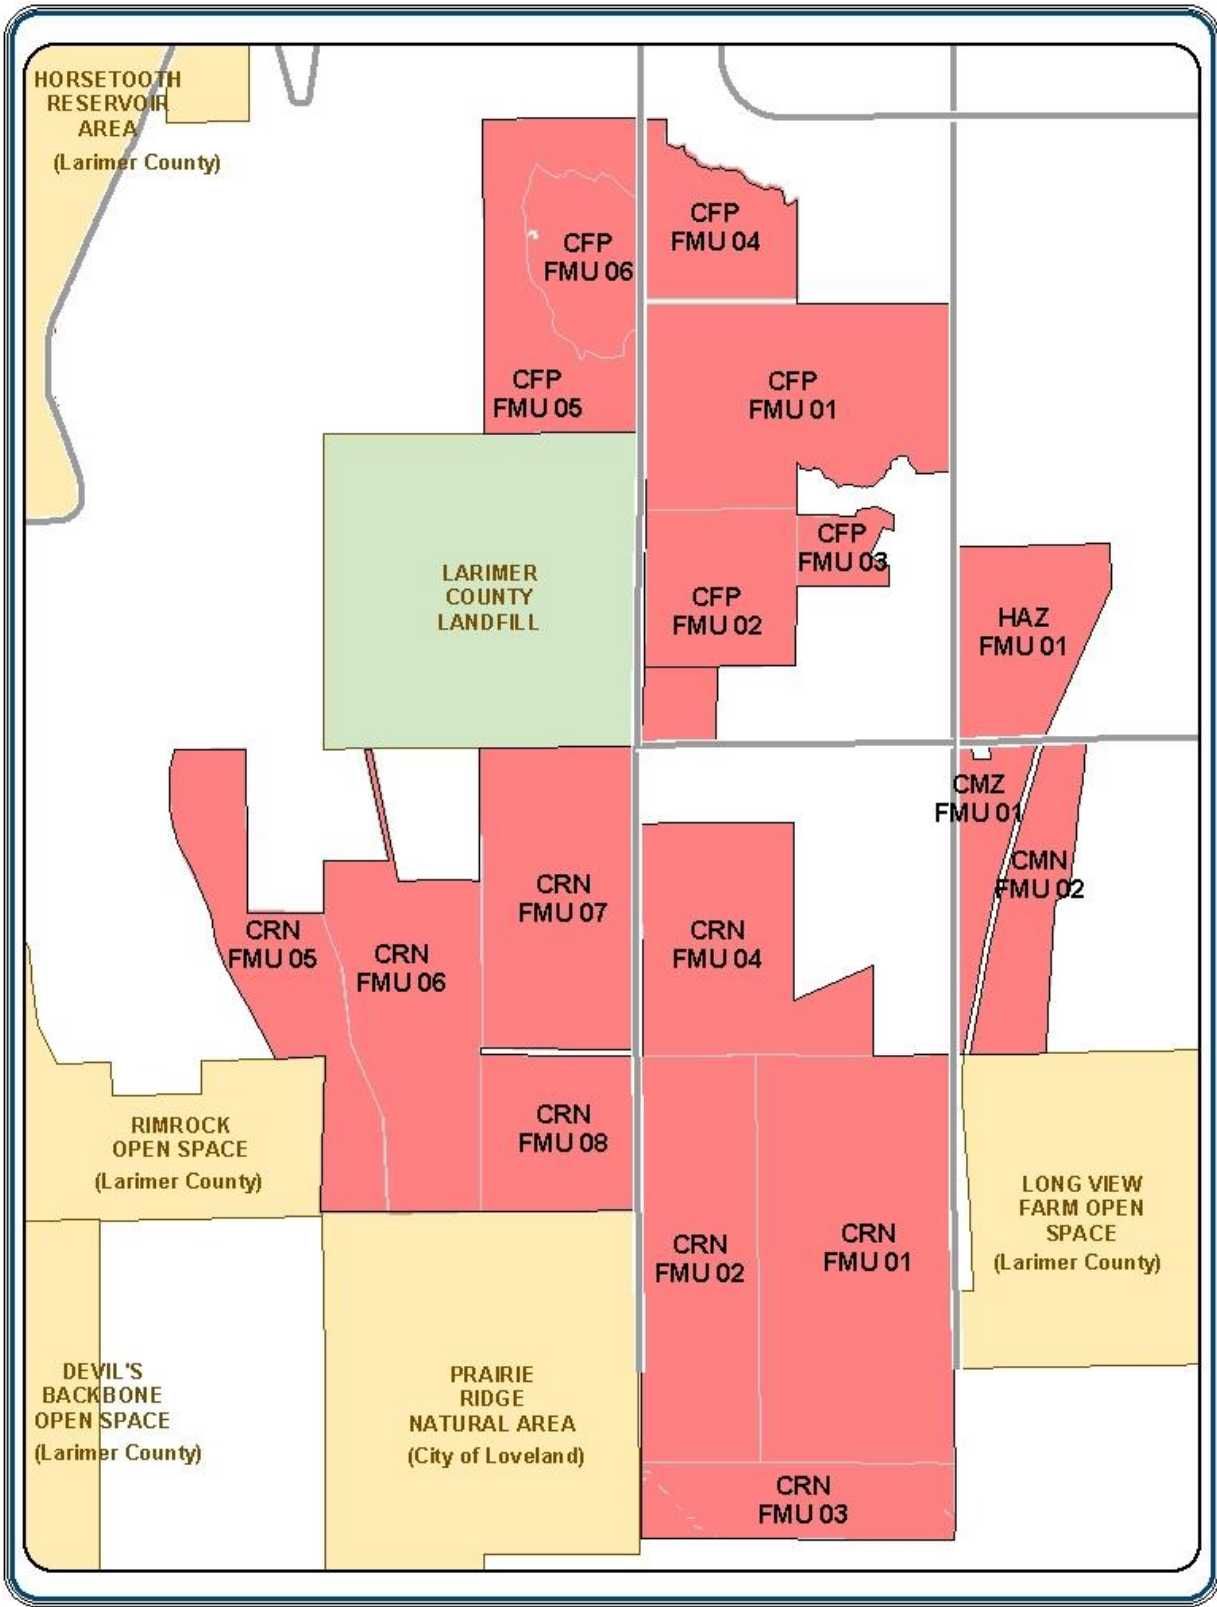 HORSETOOTH
RESERVOIR
AREA
(Larimer County)
CFP
FMU 04
CFP
FMU 06
CFP
FMU 05
CFP
FMU 01
CFP
FMU 03
LARIMER
COUNTY
LANDFILL
CFP
FMU 02
HAZ
FMU 01
CMZ
FMU 01
CMN
FMU 02
CRN
FMU 07
CRN
FMU 05
CRN
FMU 06
CRN
FMU 04
CRN
FMU 08
RIMROCK
OPEN SPACE
(Larimer County)
LONG VIEW
FARM OPEN
SPACE
(Larimer County)
CRN
FMU 02
CRN
FMU 01
DEVIL'S
BACKBONE
OPEN SPACE
(Larimer County)
PRAIRIE
RIDGE
NATURAL AREA
(City of Loveland)
CRN
FMU 03